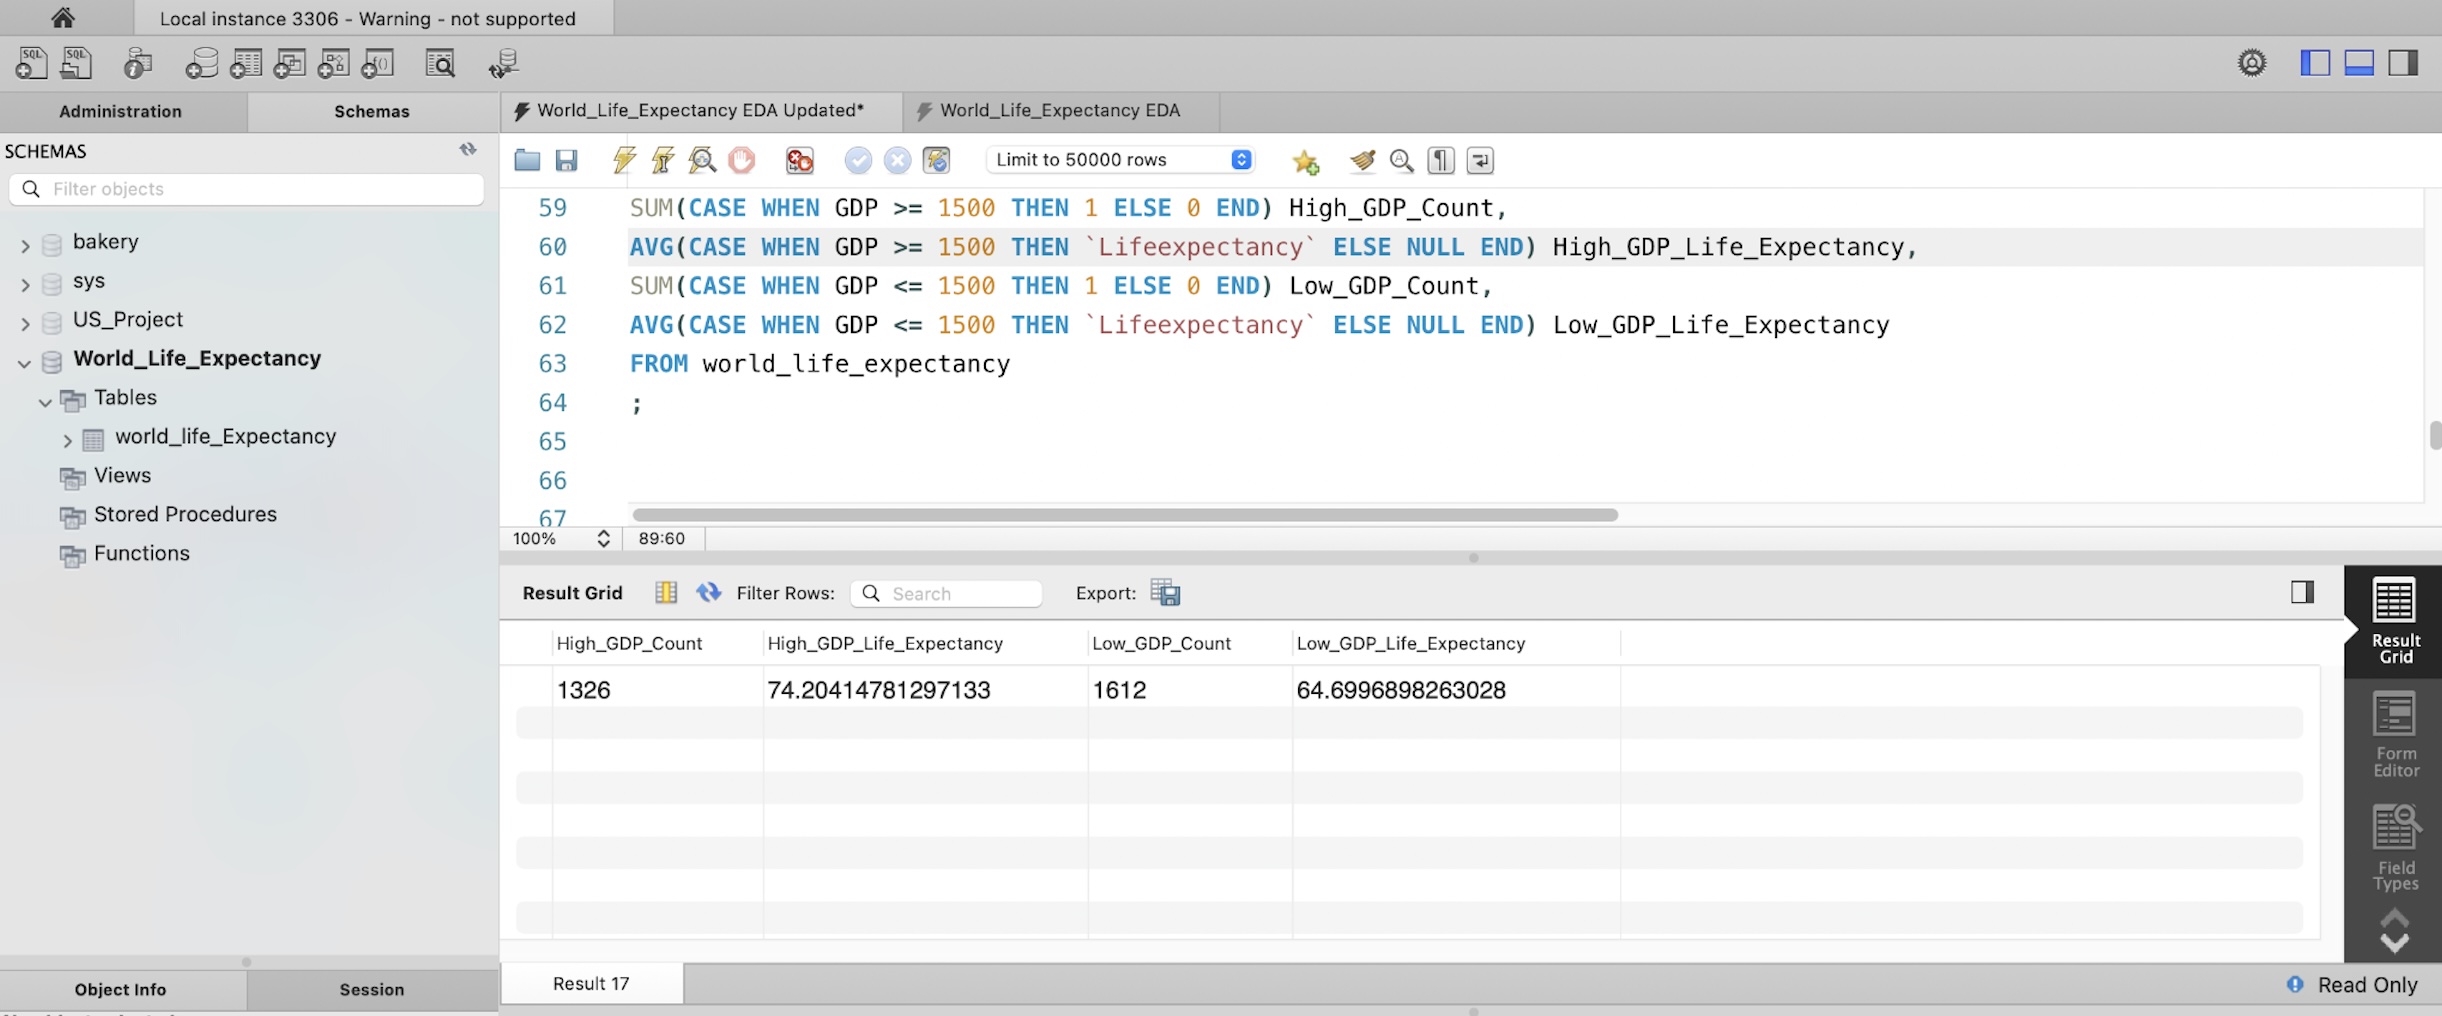 Local instance 3306 - Warning - not supported
SQL SQL
Administration Schemas
World_Life_Expectancy EDA Updated* World_Life_Expectancy EDA
SCHEMAS
Filter objects
bakery
sys
US_Project
World_Life_Expectancy
Tables
world_life_Expectancy
Views
Stored Procedures
Functions
Limit to 50000 rows
59 SUM(CASE WHEN GDP >= 1500 THEN 1 ELSE 0 END) High_GDP_Count,
60 AVG(CASE WHEN GDP >= 1500 THEN `Lifeexpectancy` ELSE NULL END) High_GDP_Life_Expectancy,
61 SUM(CASE WHEN GDP <= 1500 THEN 1 ELSE 0 END) Low_GDP_Count,
62 AVG(CASE WHEN GDP <= 1500 THEN `Lifeexpectancy` ELSE NULL END) Low_GDP_Life_Expectancy
63 FROM world_life_expectancy
64 ;
65
66
67
100% 89:60
Result Grid Filter Rows: Search Export:
High_GDP_Count High_GDP_Life_Expectancy Low_GDP_Count Low_GDP_Life_Expectancy
1326 74.20414781297133 1612 64.6996898263028
Result
Grid
Form
Editor
Field
Types
Object Info Session
Result 17
Read Only